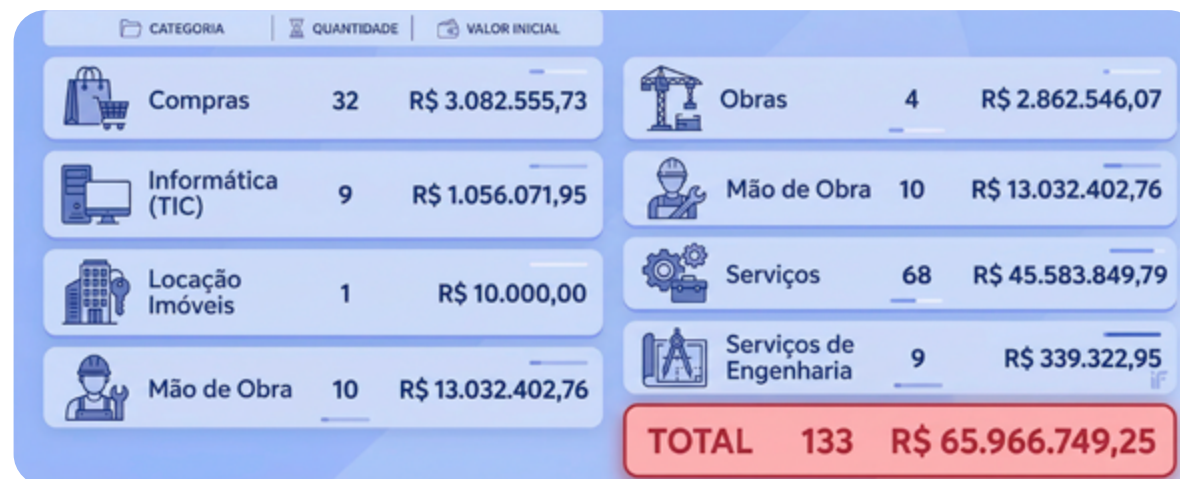 CATEGORIA QUANTIDADE VALOR INICIAL
Compras 32 R$ 3.082.555,73
Informática
(TIC) 9 R$ 1.056.071,95
Locação
Imóveis 1 R$ 10.000,00
Mão de Obra 10 R$ 13.032.402,76
Obras 4 R$ 2.862.546,07
Mão de Obra 10 R$ 13.032.402,76
Serviços 68 R$ 45.583.849,79
Serviços de
Engenharia 9 R$ 339.322,95
iF
TOTAL 133 R$ 65.966.749,25